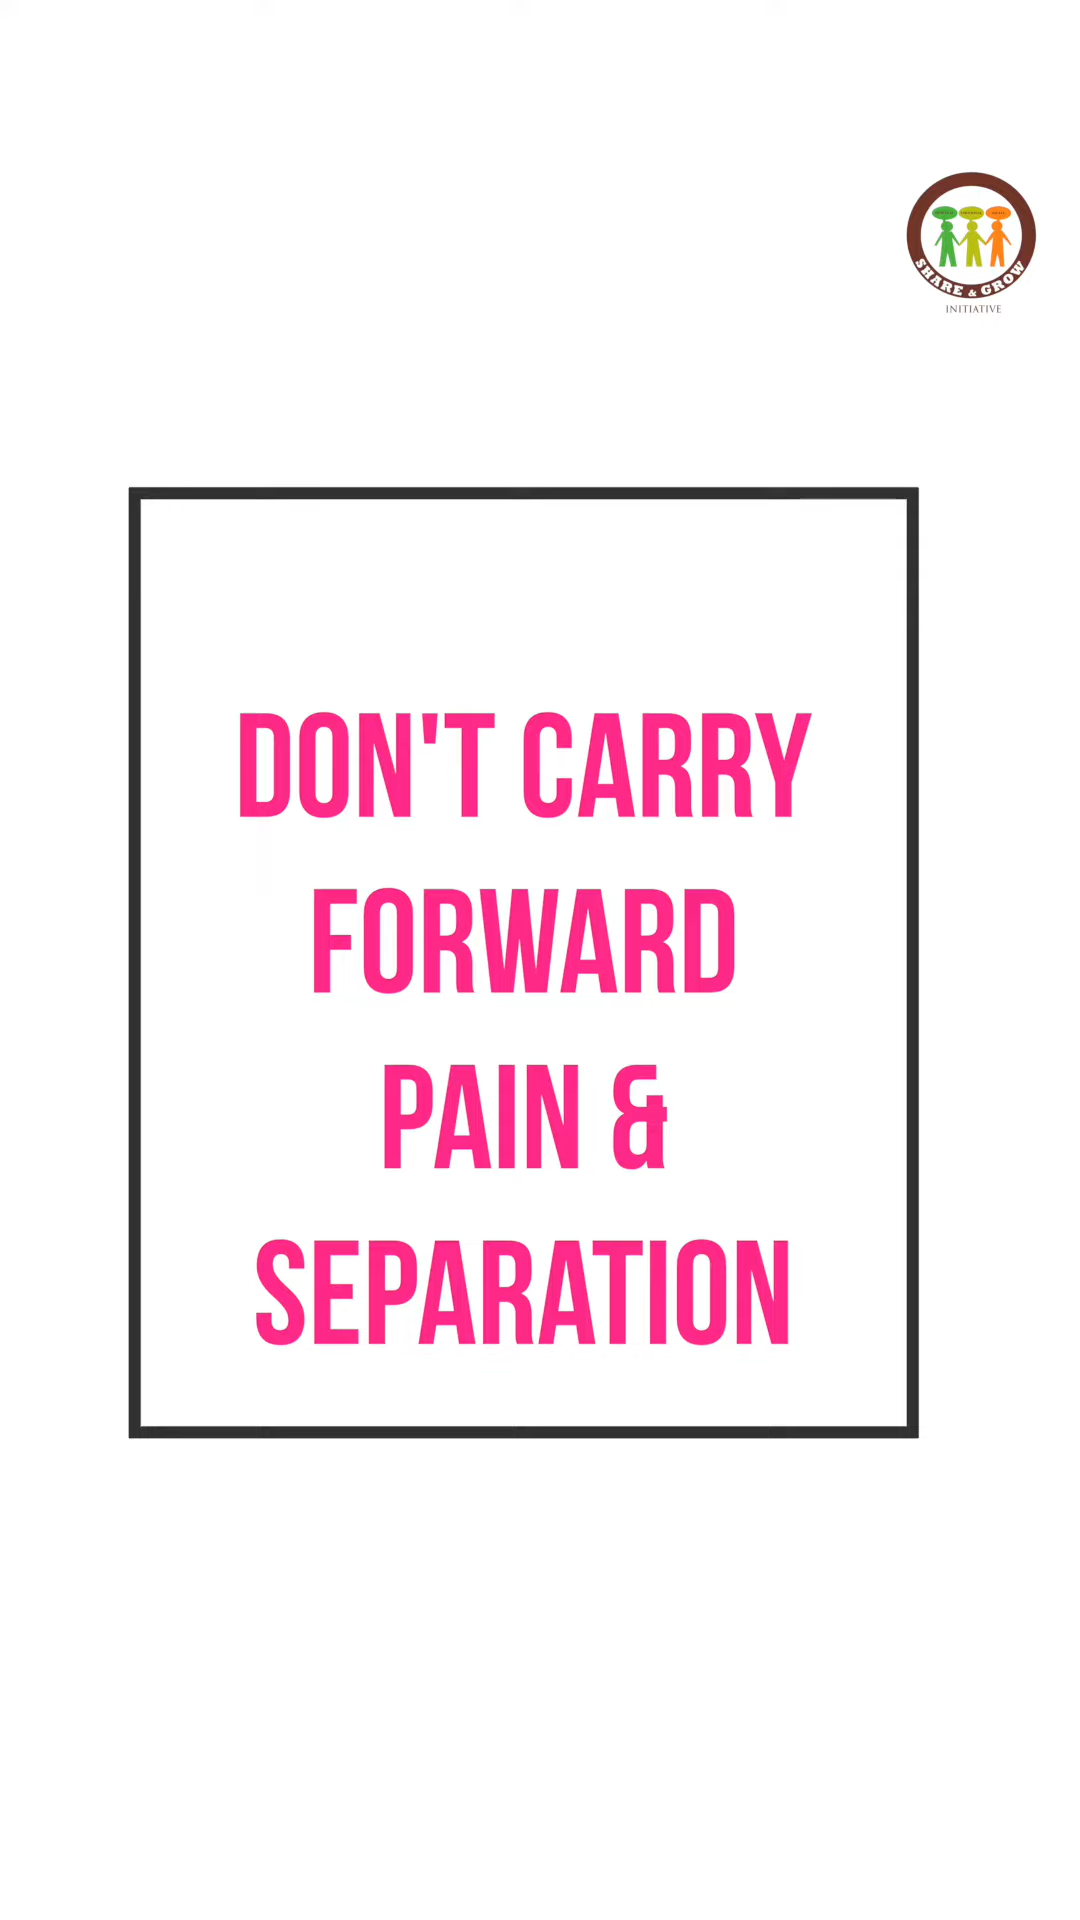 SHARE & GROW
INITIATIVE
DON'T CARRY
FORWARD
PAIN &
SEPARATION